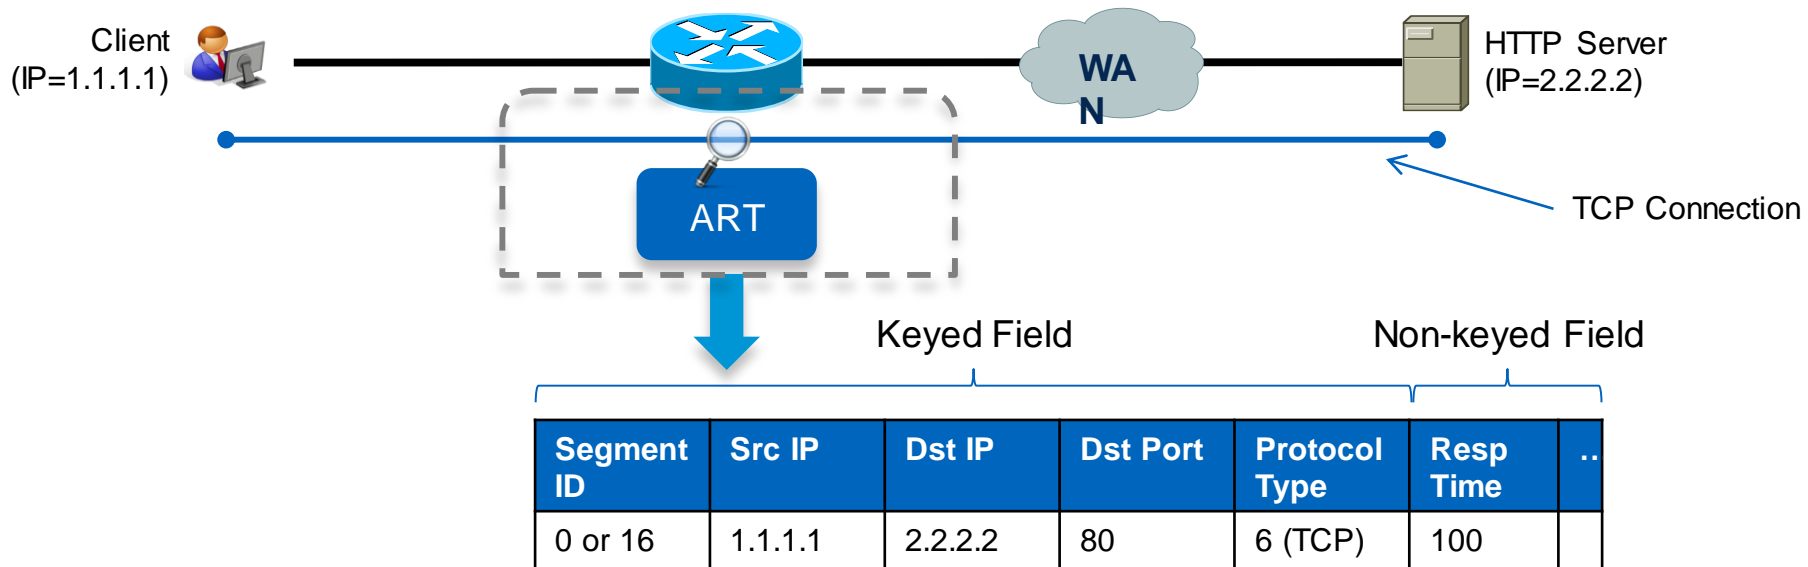 Client
(IP=1.1.1.1)
WA
N
HTTP Server
(IP=2.2.2.2)
ART
TCP Connection
Keyed Field
Non-keyed Field
Segment ID
Src IP
Dst IP
Dst Port
Protocol Type
Resp Time
..
0 or 16
1.1.1.1
2.2.2.2
80
6 (TCP)
100